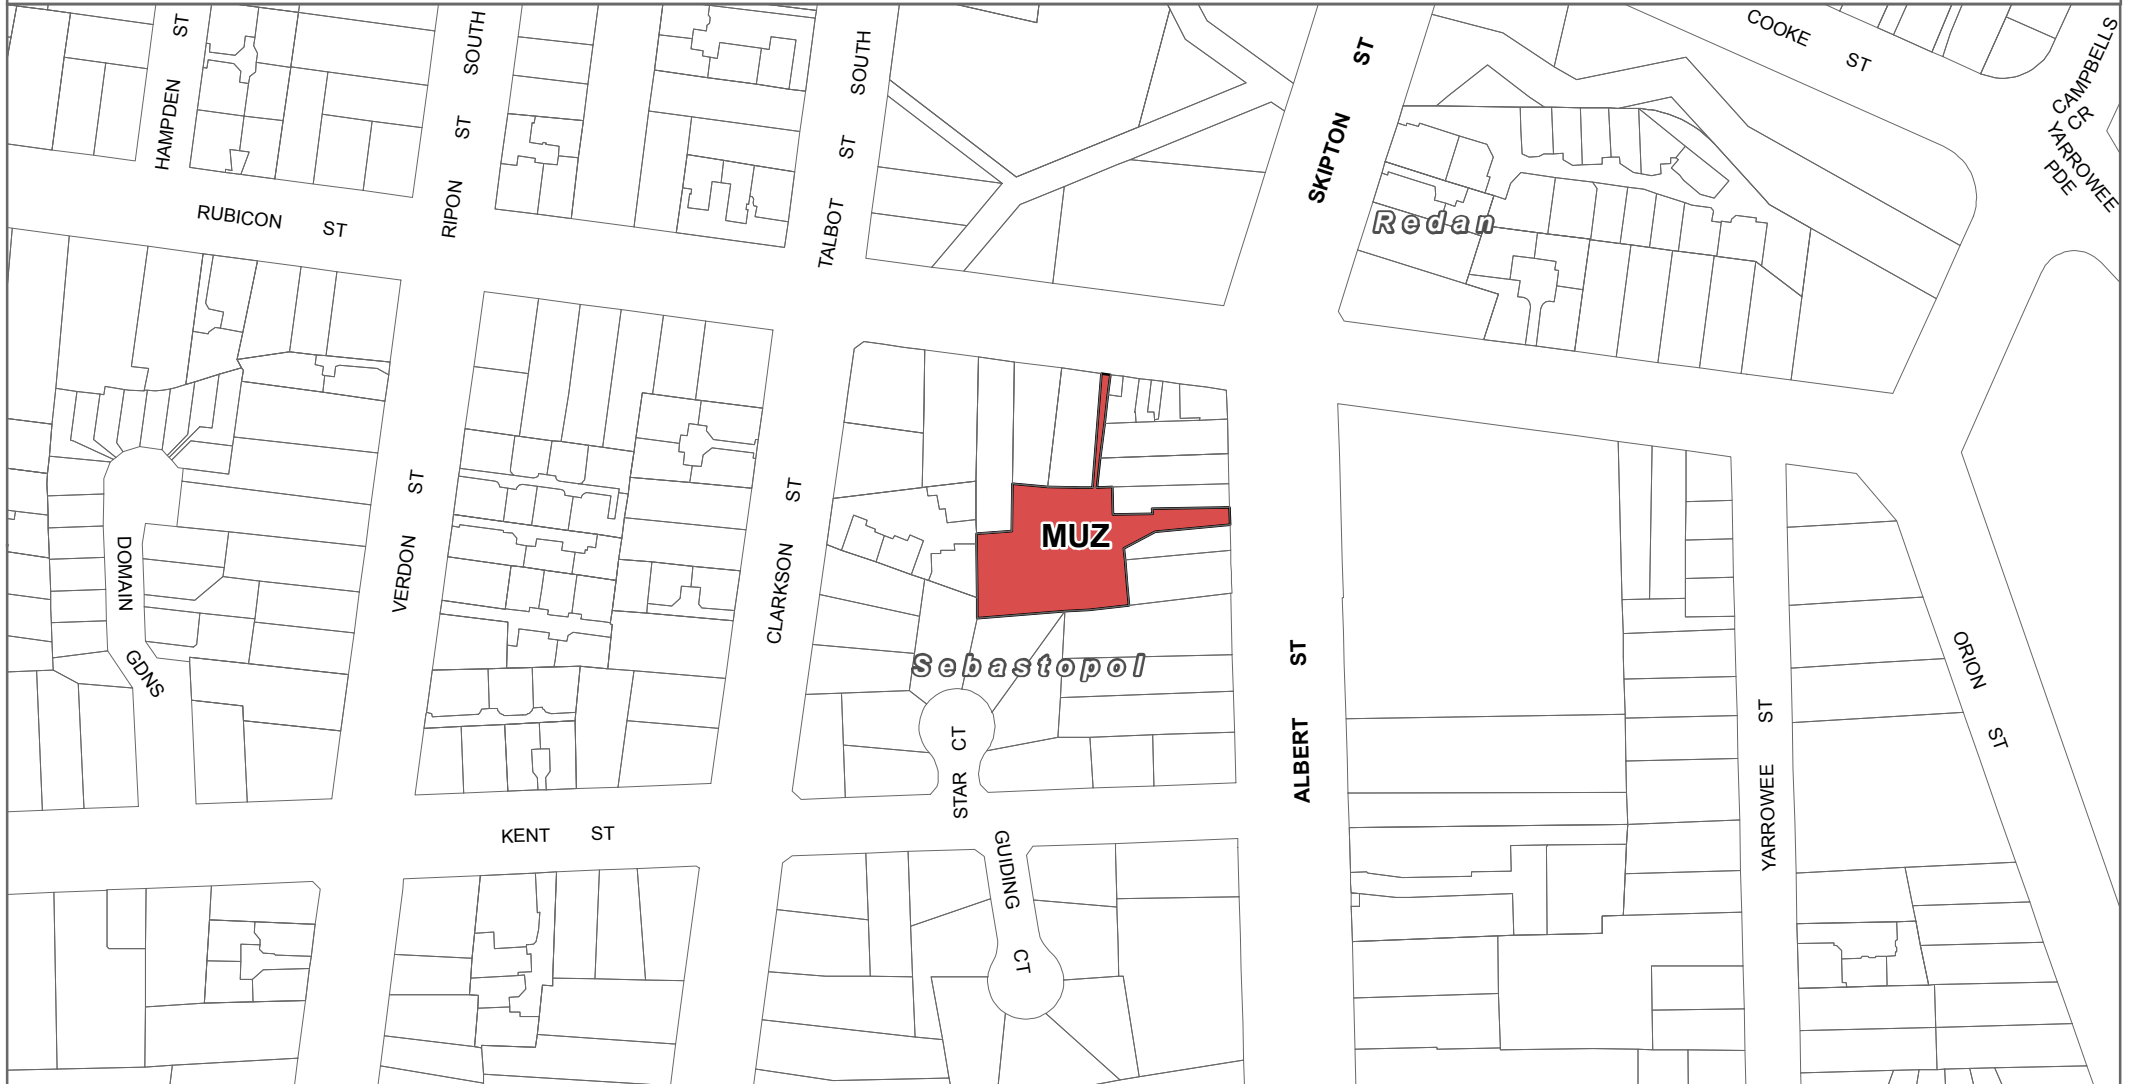 HAMPDEN ST
RIPON ST SOUTH
TALBOT ST SOUTH
SKIPTON ST
COOKE ST
CAMPBELLS
CR
YARROWEE
PDE
RUBICON ST
Redan
MUZ
VERDON ST
CLARKSON ST
DOMAIN
GDNS
Sebastopol
STAR CT
ALBERT ST
YARROWEE ST
ORION ST
KENT ST
GUIDING CT